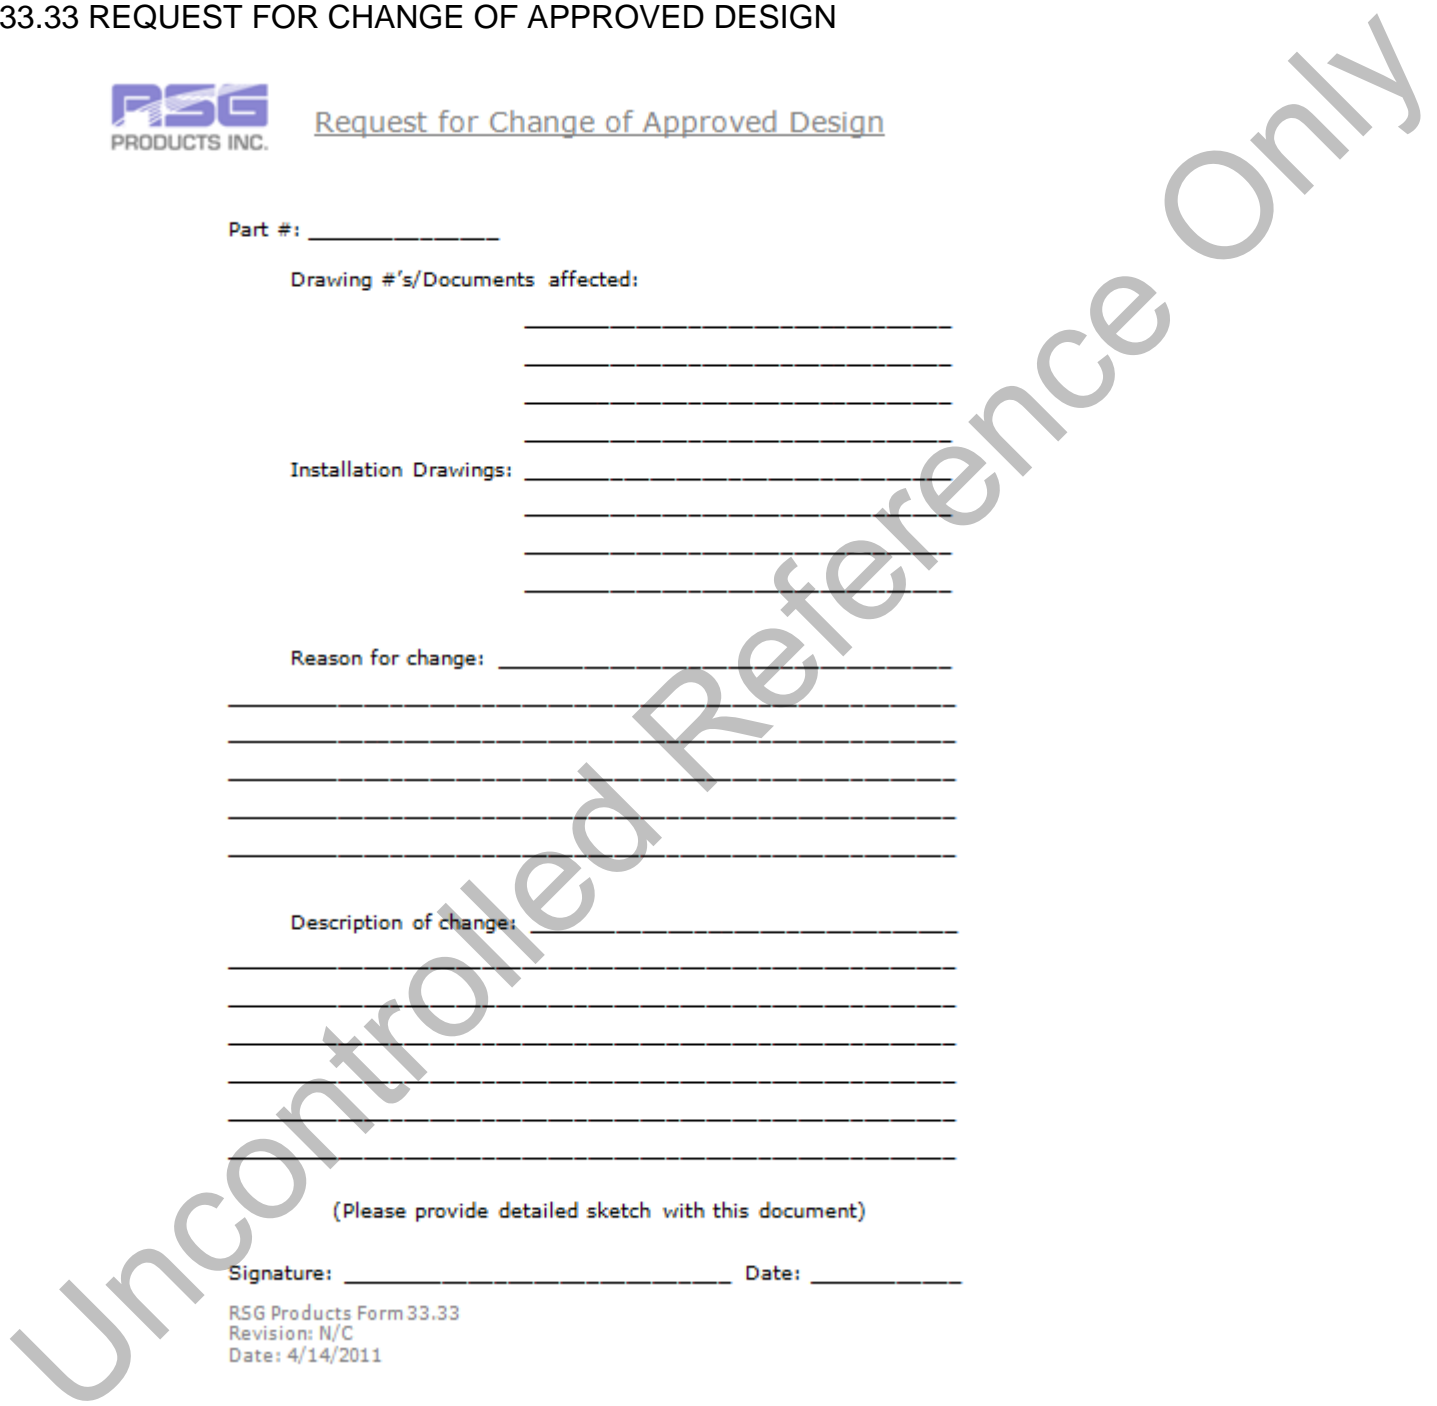 33.33 REQUEST FOR CHANGE OF APPROVED DESIGN
RSG
PRODUCTS INC.
Request for Change of Approved Design
Part #:
Drawing #'s/Documents affected:
Installation Drawings:
Reason for change:
Description of change:
(Please provide detailed sketch with this document)
Signature: Date:
RSG Products Form 33.33
Revision: N/C
Date: 4/14/2011
Uncontrolled Reference Only